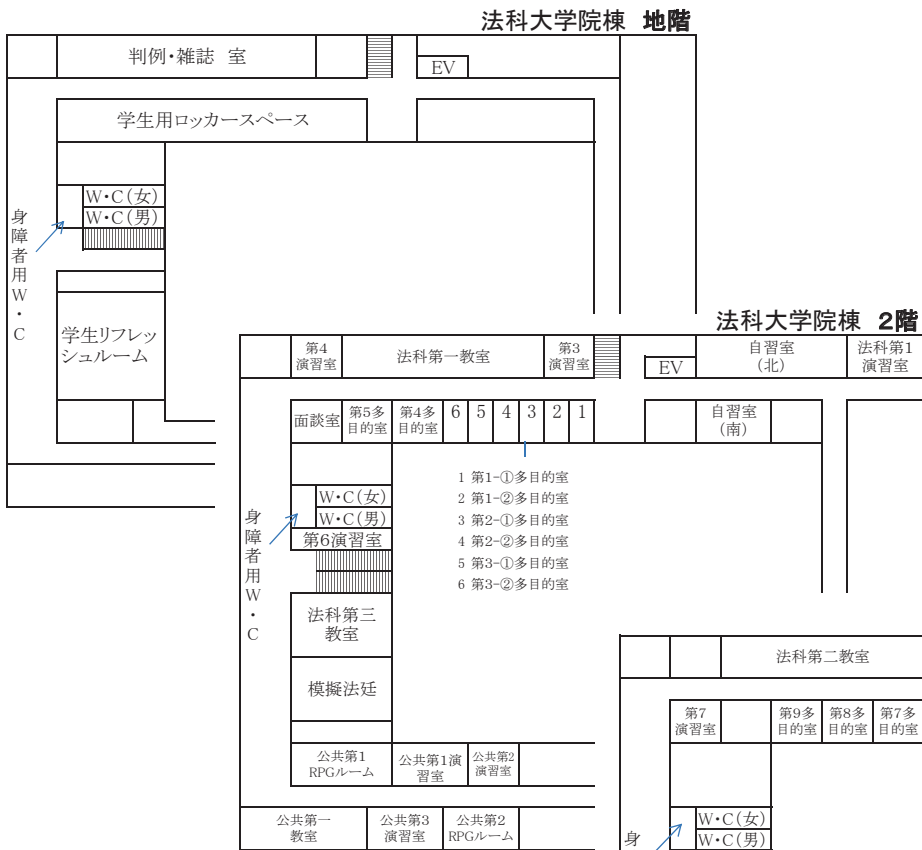 法科大学院棟 地階
判例・雑誌 室
EV
学生用ロッカースペース
W・C(女)
W・C(男)
身障者用W・C
学生リフレッ
シュルーム
法科大学院棟 2階
第4
演習室
法科第一教室
第3
演習室
EV
自習室
(北)
法科第1
演習室
面談室
第5多
目的室
第4多
目的室
6
5
4
3
2
1
自習室
(南)
1 第1-①多目的室
2 第1-②多目的室
3 第2-①多目的室
4 第2-②多目的室
5 第3-①多目的室
6 第3-②多目的室
W・C(女)
W・C(男)
身障者用W・C
第6演習室
法科第三
教室
模擬法廷
公共第1
RPGルーム
公共第1演
習室
公共第2
演習室
公共第一
教室
公共第3
演習室
公共第2
RPGルーム
法科第二教室
第7
演習室
第9多
目的室
第8多
目的室
第7多
目的室
W・C(女)
W・C(男)
身